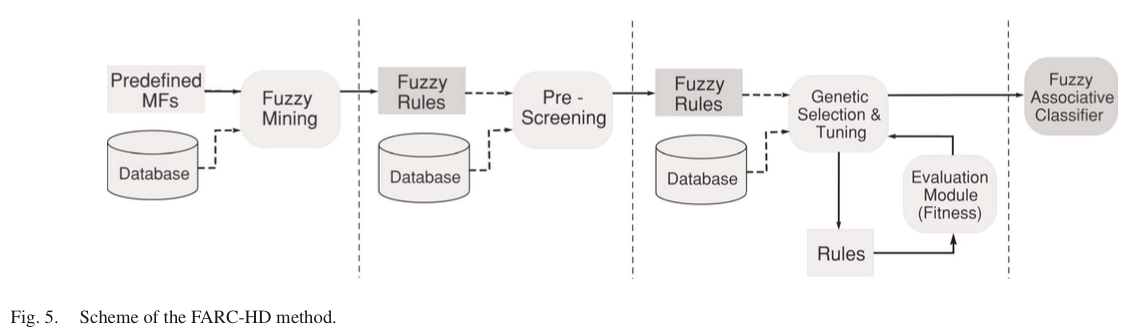 Predefined
MFs
Database
Fuzzy
Mining
Fuzzy
Rules
Database
Pre -
Screening
Fuzzy
Rules
Database
Genetic
Selection &
Tuning
Rules
Evaluation
Module
(Fitness)
Fuzzy
Associative
Classifier
Fig. 5. Scheme of the FARC-HD method.